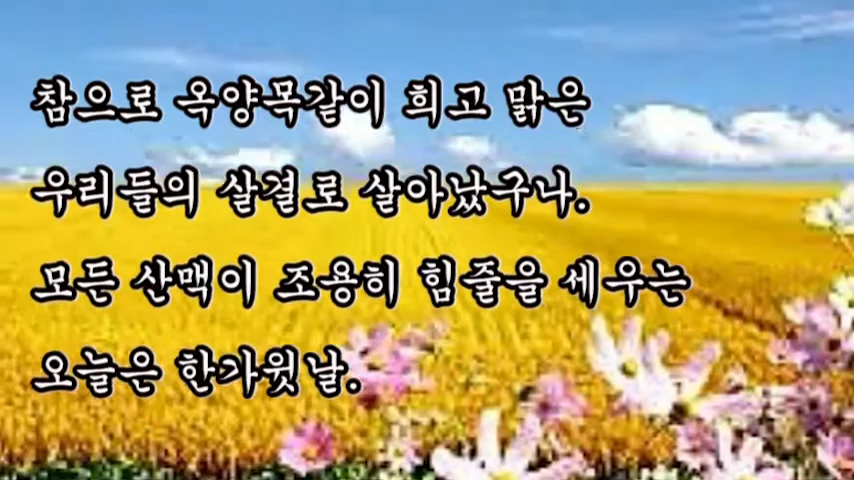 참으로 옥양목같이 희고 맑은
우리들의 살결로 살아났구나.
모든 산맥이 조용히 힘줄을 세우는
오늘은 한가윗날.